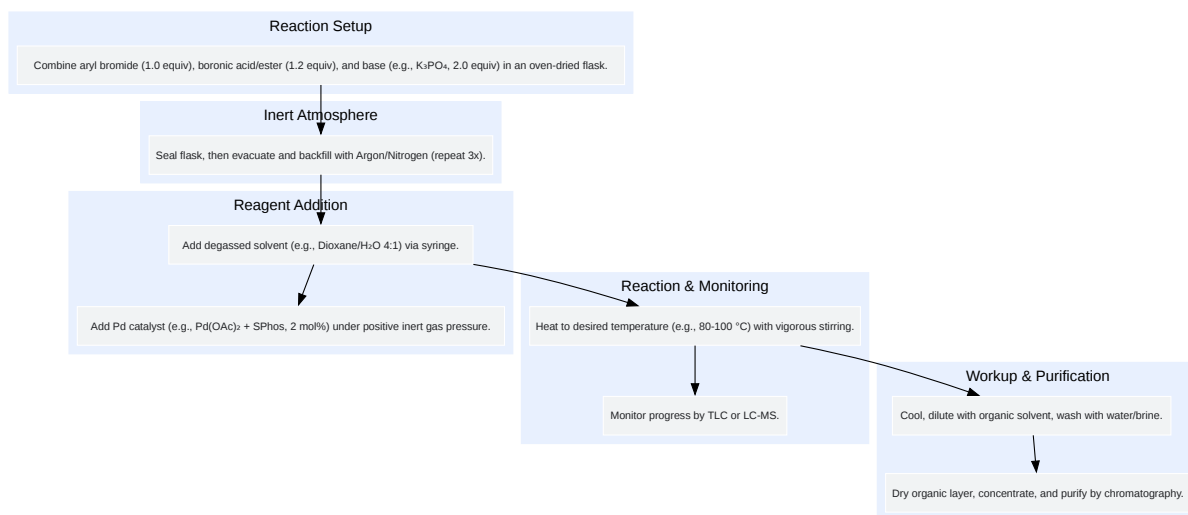 Reaction Setup
Combine aryl bromide (1.0 equiv), boronic acid/ester (1.2 equiv), and base (e.g., K₃PO₄, 2.0 equiv) in an oven-dried flask.
Inert Atmosphere
Seal flask, then evacuate and backfill with Argon/Nitrogen (repeat 3x).
Reagent Addition
Add degassed solvent (e.g., Dioxane/H₂O 4:1) via syringe.
Add Pd catalyst (e.g., Pd(OAc)₂ + SPhos, 2 mol%) under positive inert gas pressure.
Reaction & Monitoring
Heat to desired temperature (e.g., 80-100 °C) with vigorous stirring.
Monitor progress by TLC or LC-MS.
Workup & Purification
Cool, dilute with organic solvent, wash with water/brine.
Dry organic layer, concentrate, and purify by chromatography.